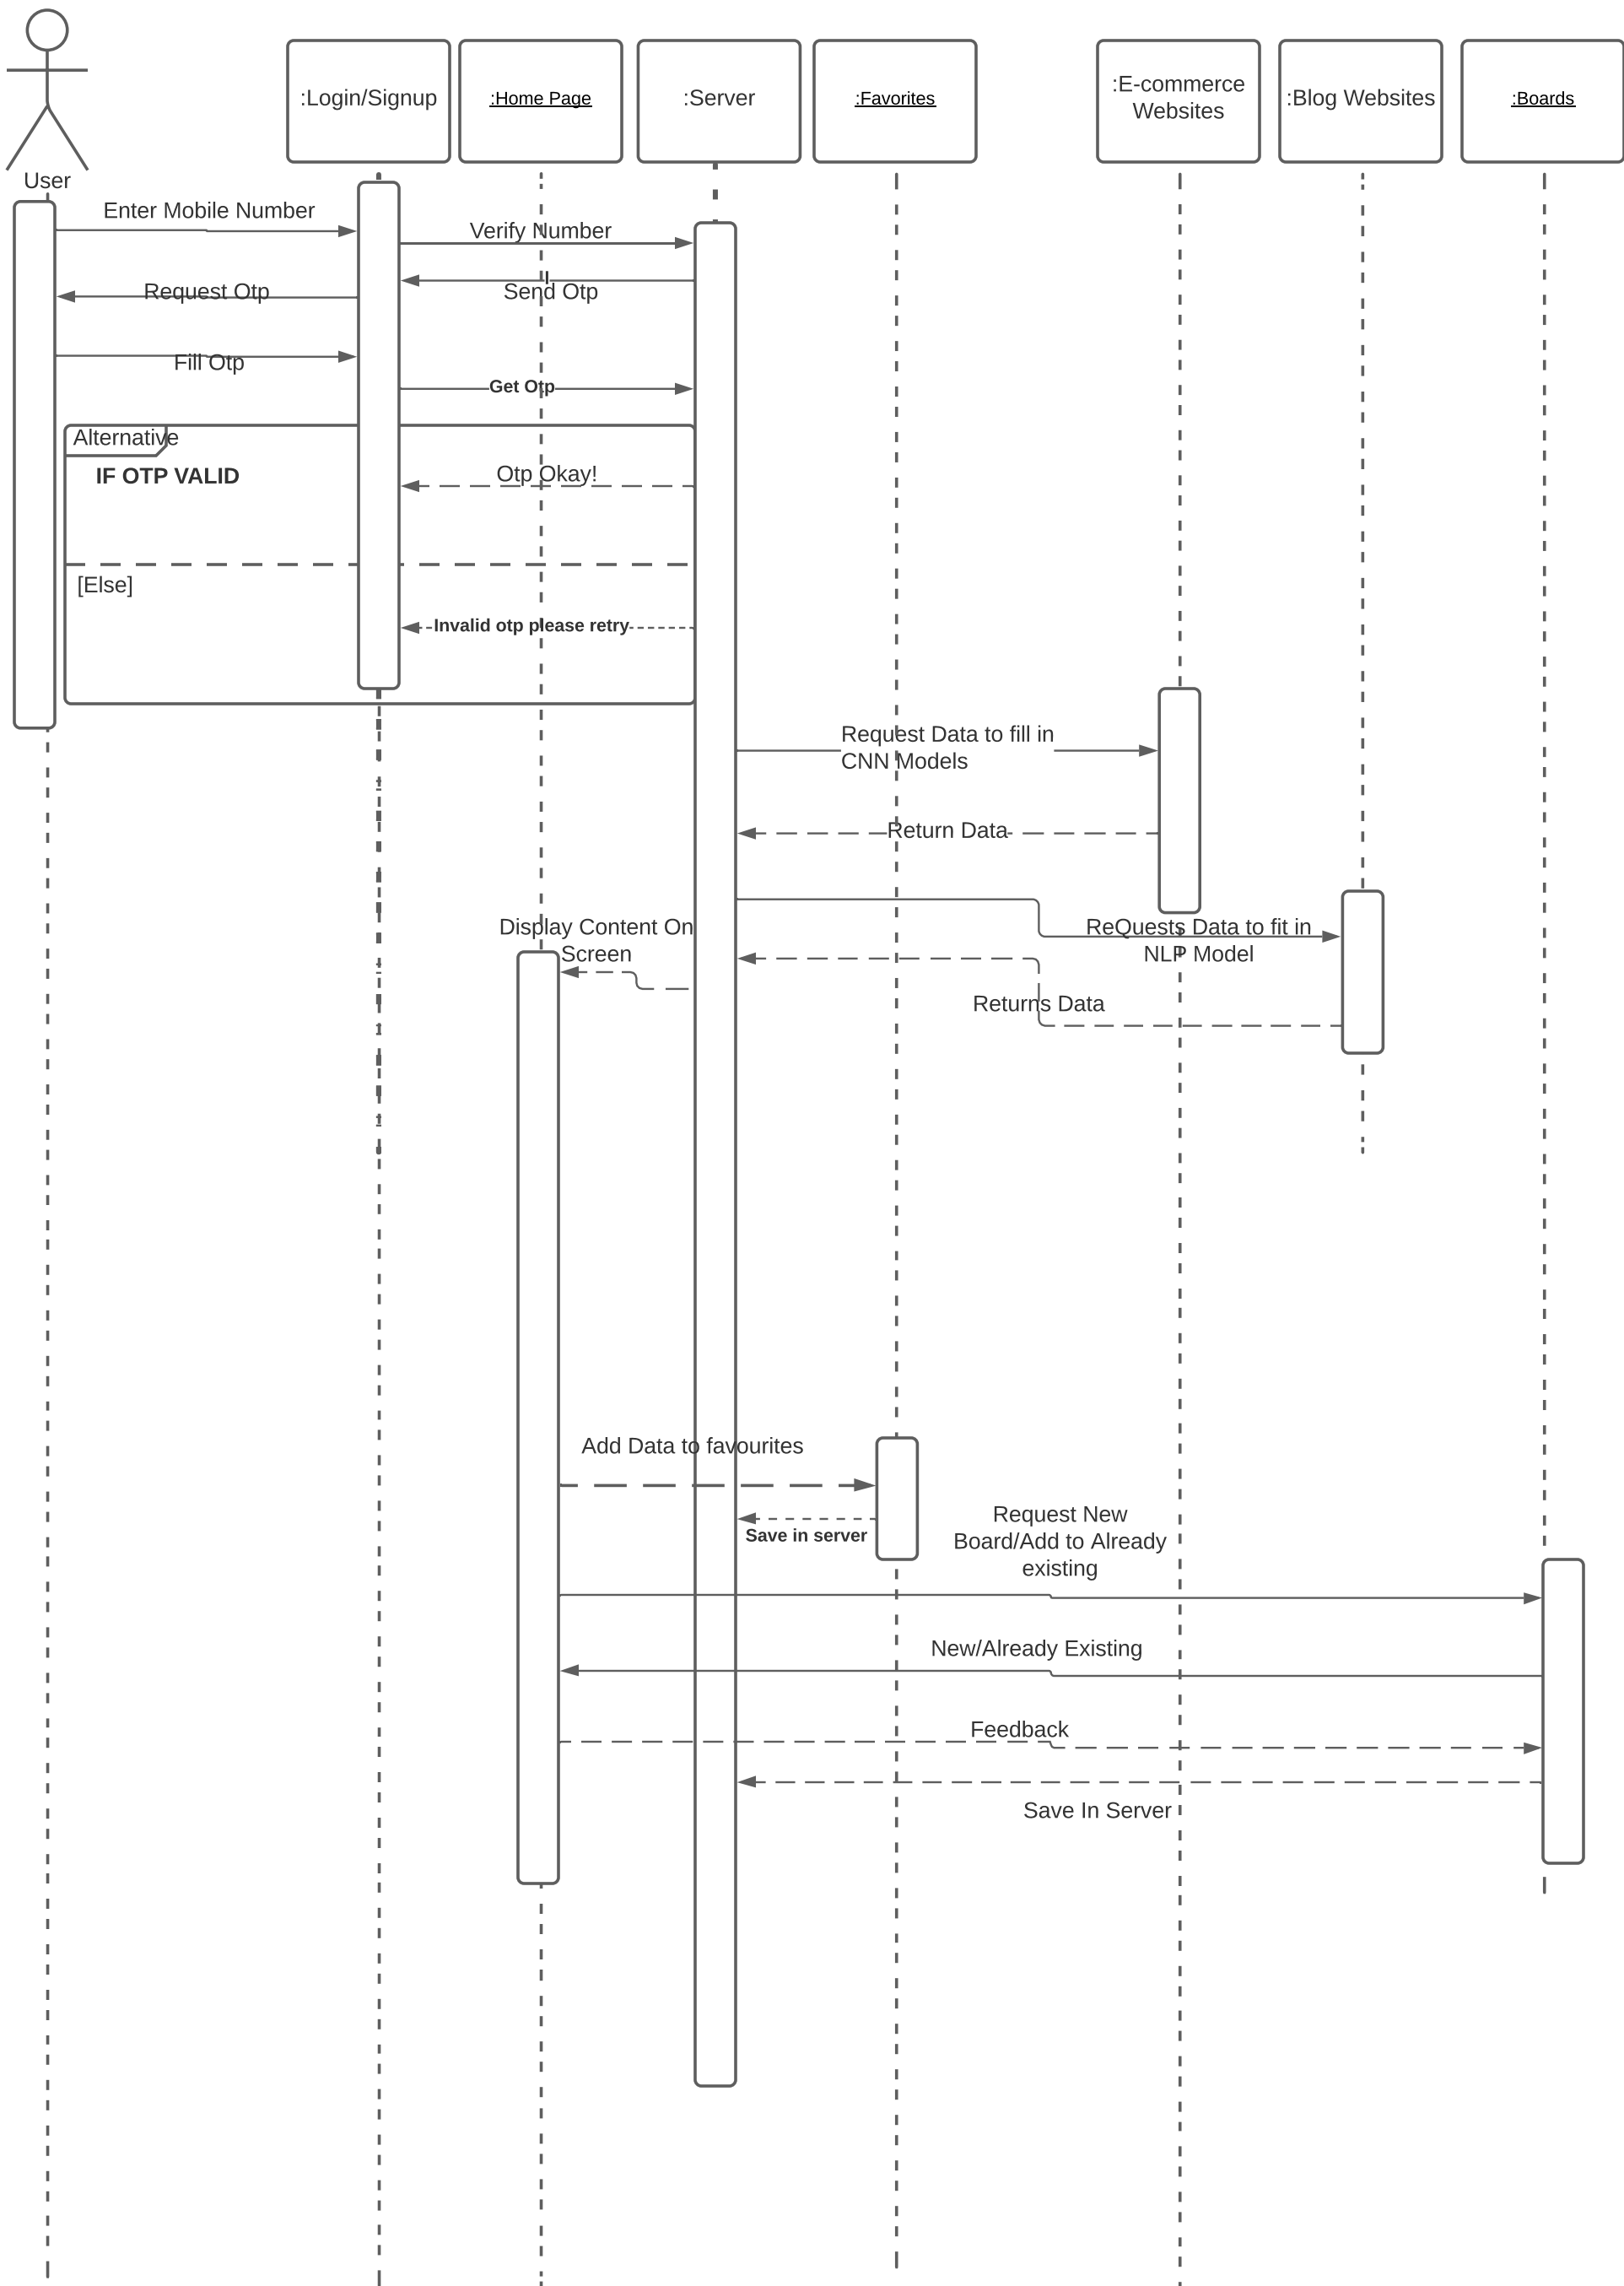 :Login/Signup
:Home Page
:Server
:Favorites
:E-commerce
Websites
:Blog Websites
:Boards
User
Enter Mobile Number
Verify Number
Send Otp
Request Otp
Fill Otp
Get Otp
Alternative
IF OTP VALID
Otp Okay!
[Else]
Invalid otp please retry
Request Data to fill in
CNN Models
Return Data
Display Content On
Screen
ReQuests Data to fit in
NLP Model
Returns Data
Add Data to favourites
Save in server
Request New
Board/Add to Already
existing
New/Already Existing
Feedback
Save In Server